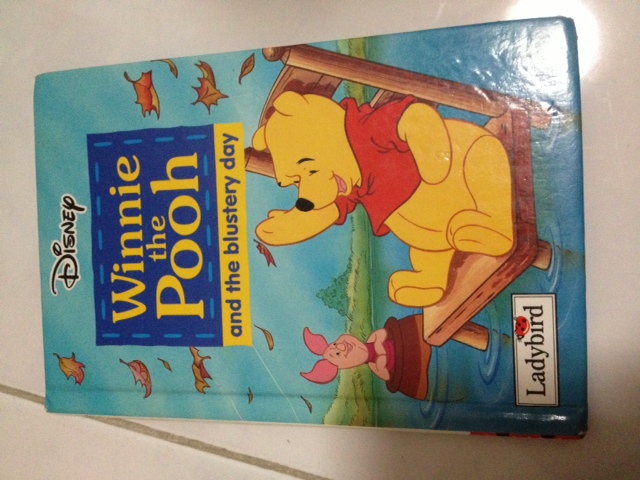 Disney
Winnie
the
Pooh
and the blustery day
Ladybird